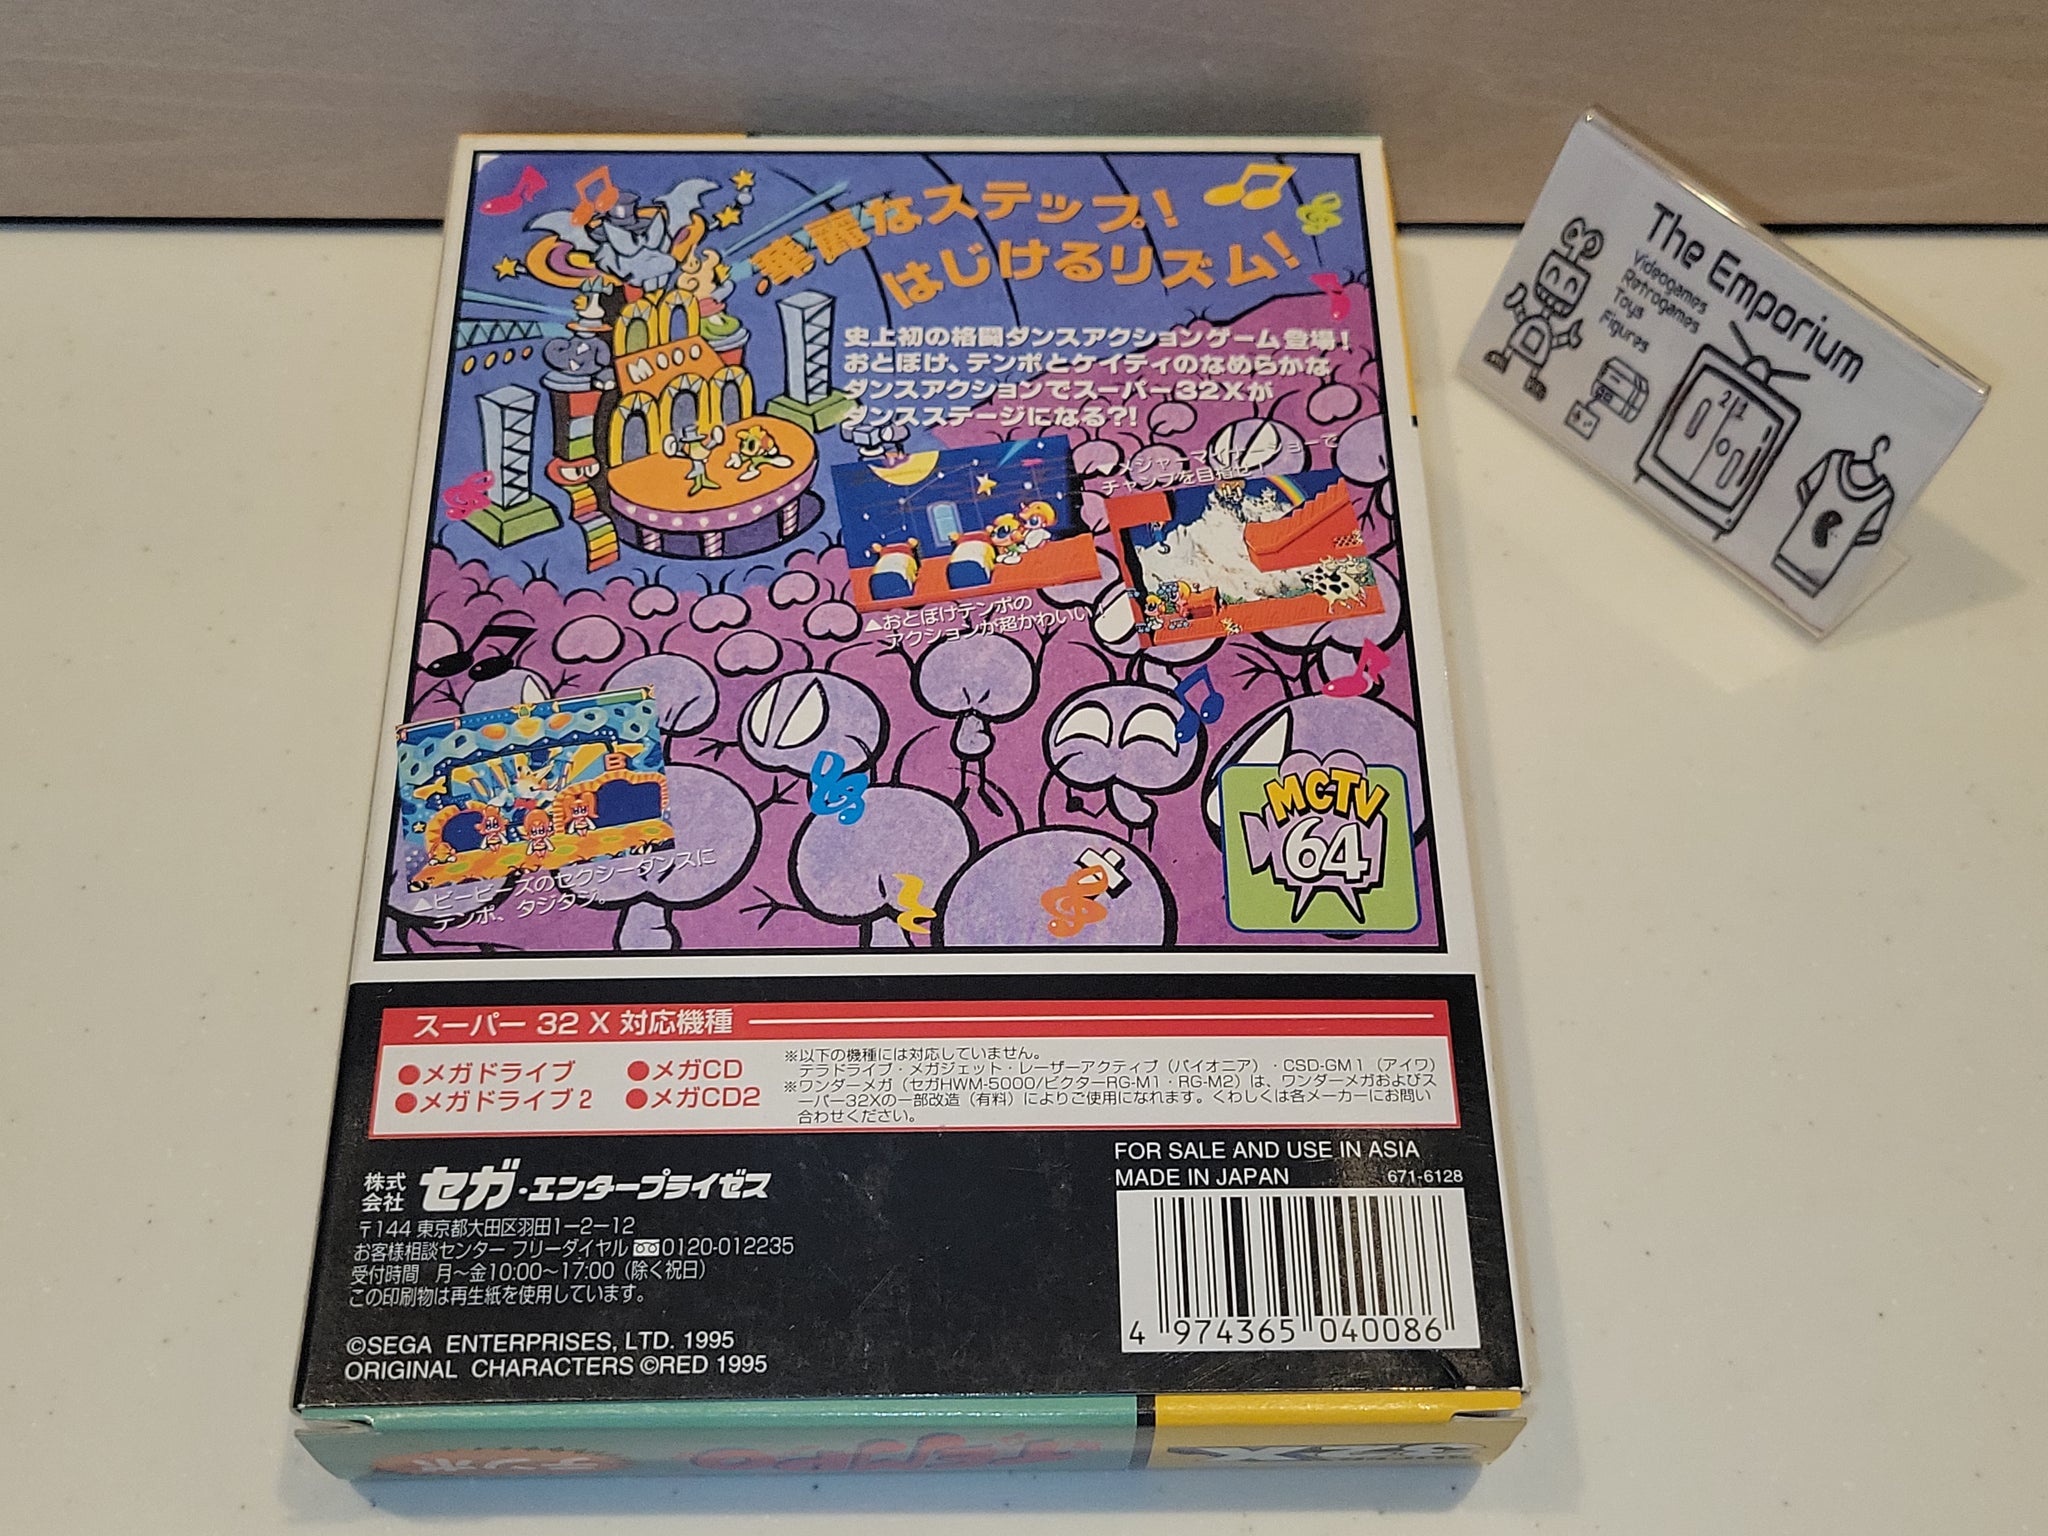 華麗なステップ!
はじけるリズム!
MOOO
史上初の格闘ダンスアクションゲーム登場!
おとぼけ、テンポとケイティのなめらかな
ダンスアクションでスーパー32Xが
ダンスステージになる?!
メジャーマレイナーショーで
チャンプを目指せ!
▲おとぼけテンポの
アクションが超かわいい!
B
▲ビービーズのセクシーダンスに
テンポ、タジタジ。
MCTV
64
スーパー 32 X 対応機種
●メガドライブ
●メガCD
●メガドライブ2
●メガCD2
※以下の機種には対応していません。
テラドライブ・メガジェット・レーザーアクティブ(パイオニア)・CSD-GM1(アイワ)
※ワンダーメガ(セガHWM-5000/ビクターRG-M1・RG-M2)は、ワンダーメガおよびス
ーパー32Xの一部改造(有料)によりご使用になれます。くわしくは各メーカーにお問い
合わせください。
株式会社 セガ・エンタープライゼス
〒144 東京都大田区羽田1-2-12
お客様相談センター フリーダイヤル 0120-012235
受付時間 月〜金10:00〜17:00(除く祝日)
この印刷物は再生紙を使用しています。
©SEGA ENTERPRISES, LTD. 1995
ORIGINAL CHARACTERS ©RED 1995
FOR SALE AND USE IN ASIA
MADE IN JAPAN
671-6128
4 974365 040086
テンポ
32X
The Emporium
Videogames
Retrogames
Toys
Figures